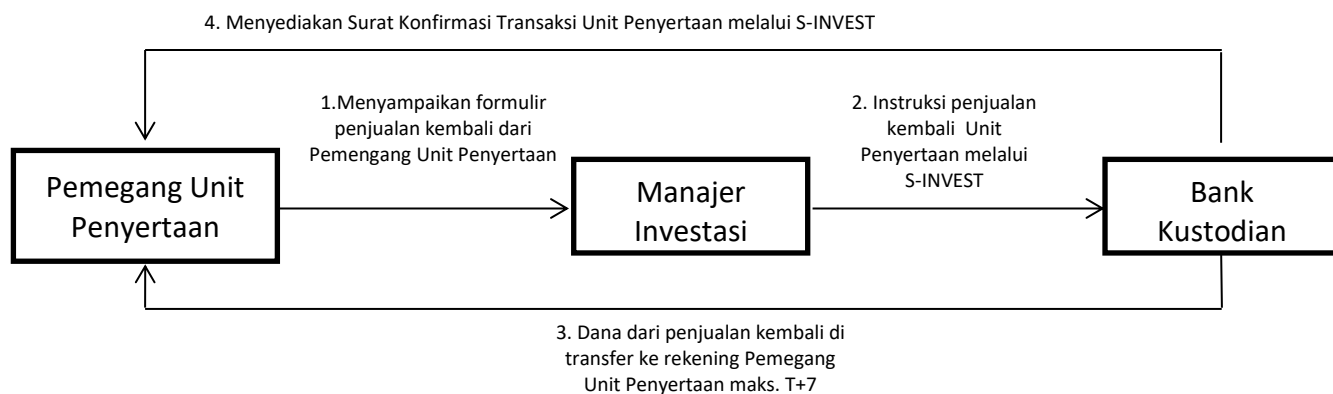 4. Menyediakan Surat Konfirmasi Transaksi Unit Penyertaan melalui S-INVEST
1.Menyampaikan formulir
penjualan kembali dari
Pemengang Unit Penyertaan
2. Instruksi penjualan
kembali Unit
Penyertaan melalui
S-INVEST
Pemegang Unit
Penyertaan
Manajer
Investasi
Bank
Kustodian
3. Dana dari penjualan kembali di
transfer ke rekening Pemegang
Unit Penyertaan maks. T+7